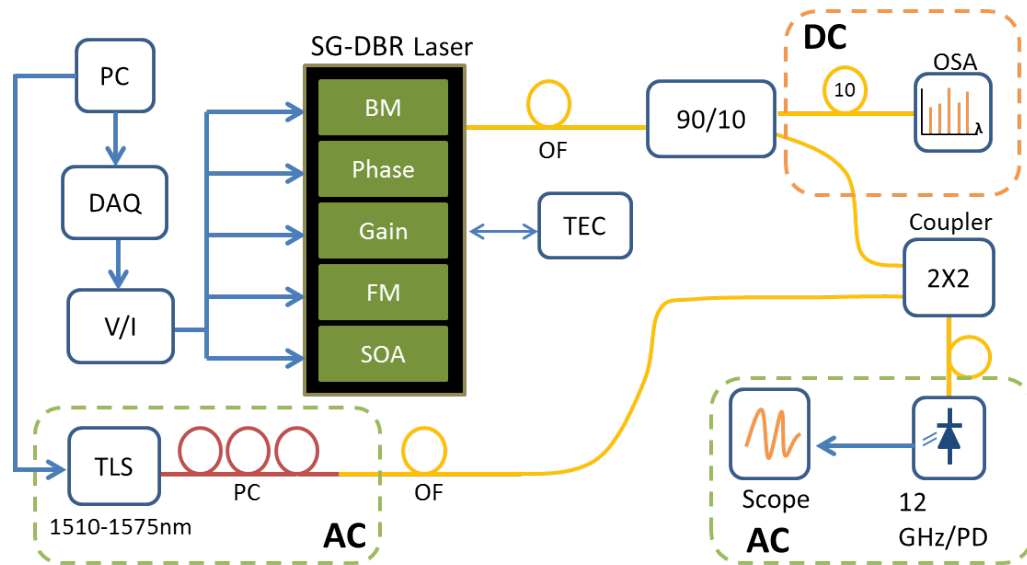 SG-DBR Laser
DC
OSA
PC
BM
10
λ
90/10
OF
Phase
DAQ
Gain
TEC
Coupler
FM
2X2
V/I
SOA
TLS
PC
OF
Scope
12
GHz/PD
1510-1575nm
AC
AC